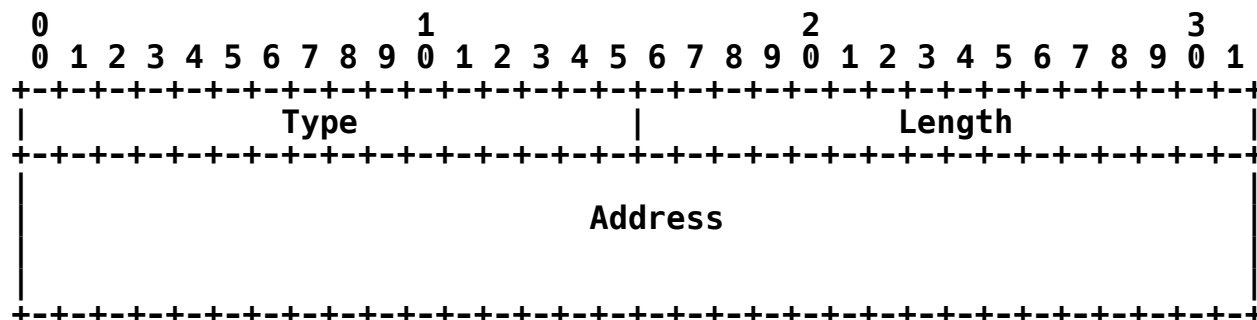 0                   1                   2                   3
 0 1 2 3 4 5 6 7 8 9 0 1 2 3 4 5 6 7 8 9 0 1 2 3 4 5 6 7 8 9 0 1
+-+-+-+-+-+-+-+-+-+-+-+-+-+-+-+-+-+-+-+-+-+-+-+-+-+-+-+-+-+-+-+-+
|             Type              |             Length            |
+-+-+-+-+-+-+-+-+-+-+-+-+-+-+-+-+-+-+-+-+-+-+-+-+-+-+-+-+-+-+-+-+
|                                                               |
|                             Address                           |
|                                                               |
|                                                               |
+-+-+-+-+-+-+-+-+-+-+-+-+-+-+-+-+-+-+-+-+-+-+-+-+-+-+-+-+-+-+-+-+